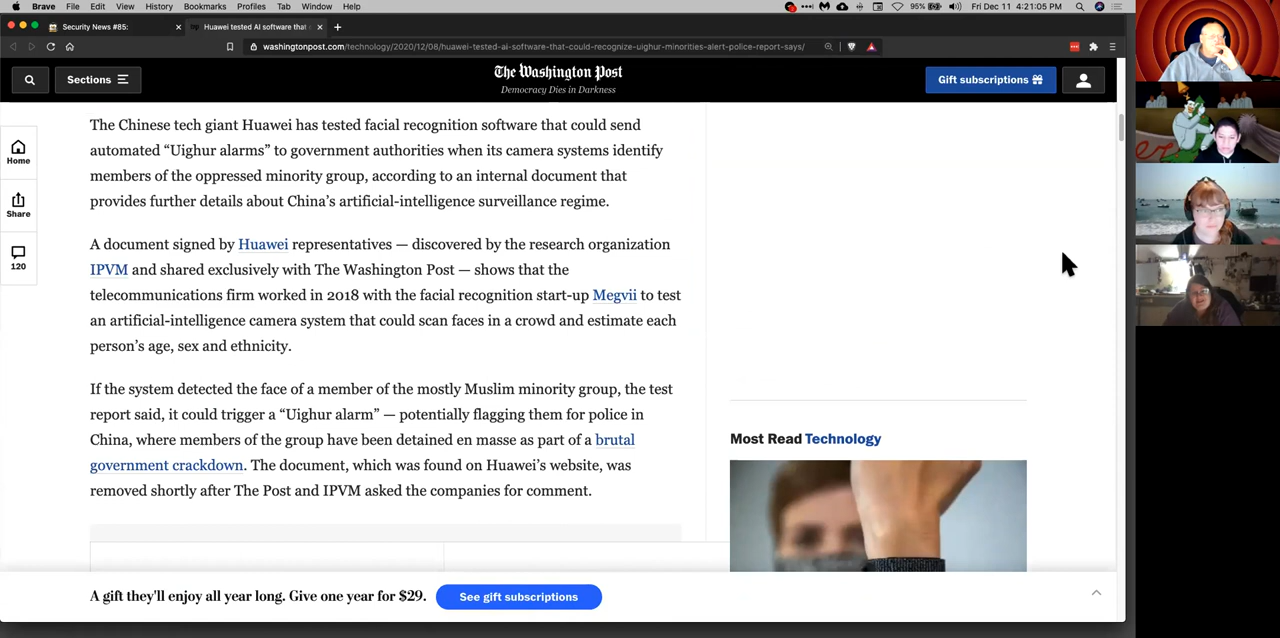 Brave File Edit View History Bookmarks Profiles Tab Window Help 95% Fri Dec 11 4:21:05 PM
Security News #85: Huawei tested AI software that
washingtonpost.com/technology/2020/12/08/huawei-tested-ai-software-that-could-recognize-uighur-minorities-alert-police-report-says/
Sections
The Washington Post
Democracy Dies in Darkness
Gift subscriptions
Home
Share
120
The Chinese tech giant Huawei has tested facial recognition software that could send
automated “Uighur alarms” to government authorities when its camera systems identify
members of the oppressed minority group, according to an internal document that
provides further details about China’s artificial-intelligence surveillance regime.
A document signed by Huawei representatives — discovered by the research organization
IPVM and shared exclusively with The Washington Post — shows that the
telecommunications firm worked in 2018 with the facial recognition start-up Megvii to test
an artificial-intelligence camera system that could scan faces in a crowd and estimate each
person’s age, sex and ethnicity.
If the system detected the face of a member of the mostly Muslim minority group, the test
report said, it could trigger a “Uighur alarm” — potentially flagging them for police in
China, where members of the group have been detained en masse as part of a brutal
government crackdown. The document, which was found on Huawei’s website, was
removed shortly after The Post and IPVM asked the companies for comment.
Most Read Technology
A gift they'll enjoy all year long. Give one year for $29.
See gift subscriptions